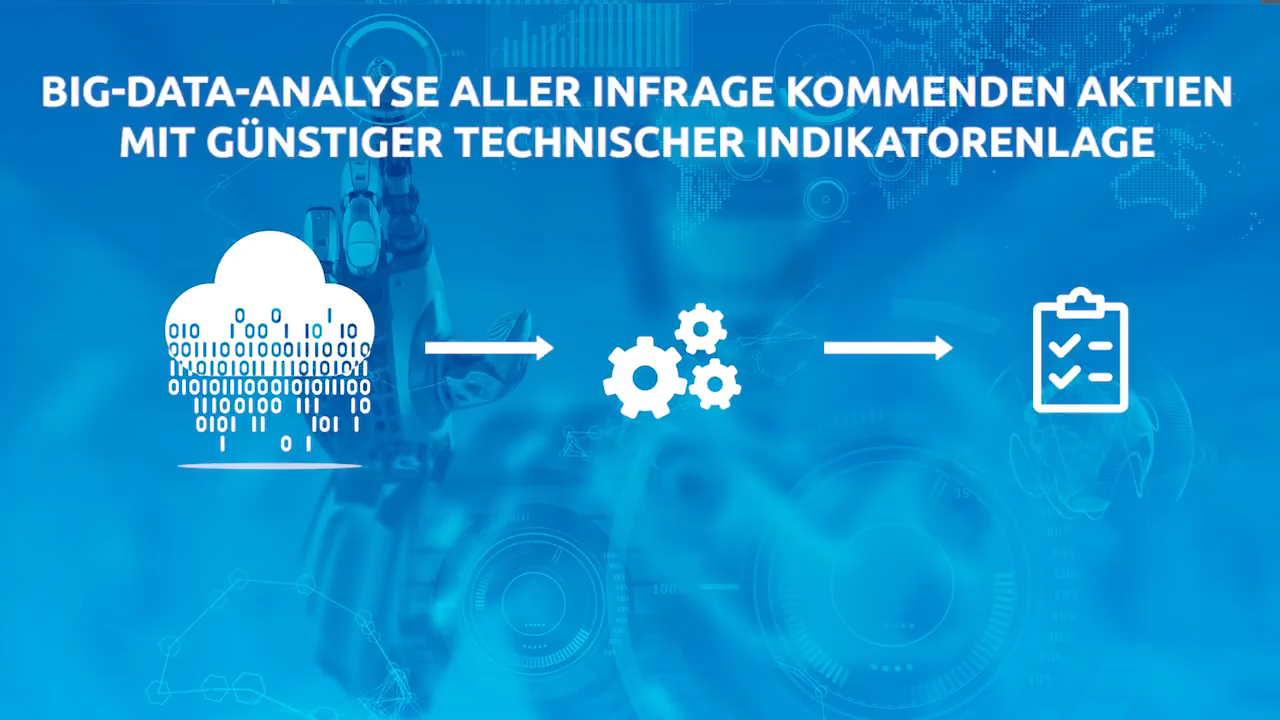 BIG-DATA-ANALYSE ALLER INFRAGE KOMMENDEN AKTIEN
MIT GÜNSTIGER TECHNISCHER INDIKATORENLAGE